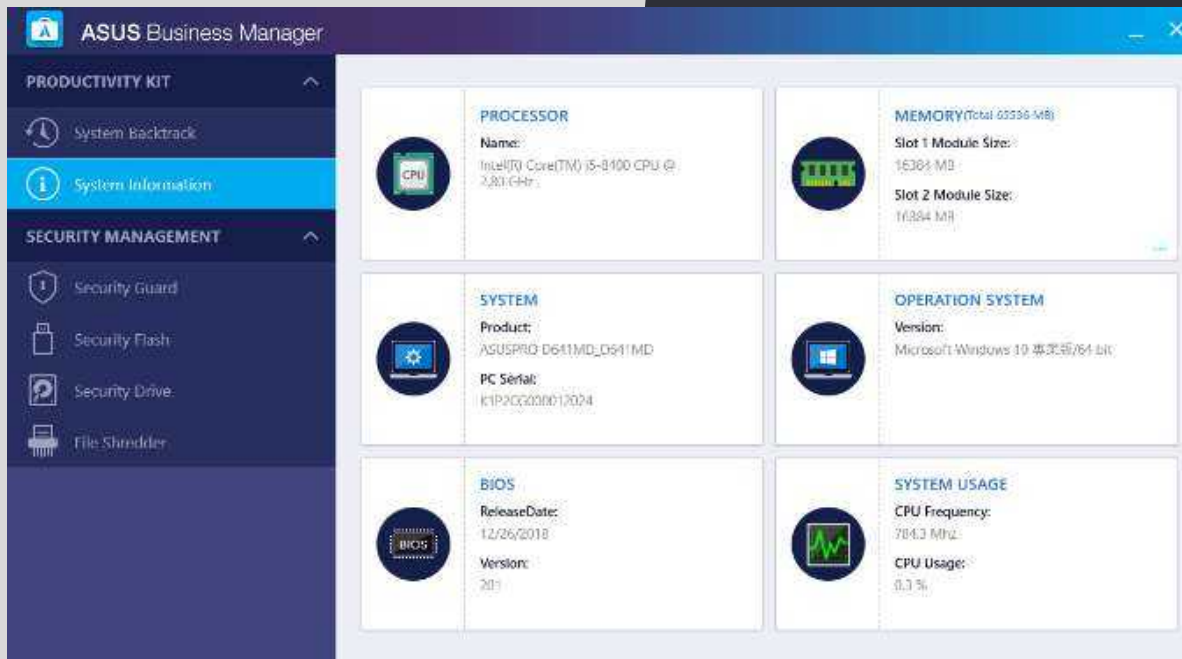 ASUS Business Manager
PRODUCTIVITY KIT
System Backtrack
System Information
SECURITY MANAGEMENT
Security Guard
Security Flash
Security Drive
File Shredder
PROCESSOR
Name:
Intel(R) Core(TM) i5-8400 CPU @
2.80 GHz
MEMORY(Total 65536 MB)
Slot 1 Module Size:
16384 MB
Slot 2 Module Size:
16384 MB
SYSTEM
Product:
ASUSPRO D641MD_D641MD
PC Serial:
OPERATION SYSTEM
Version:
Microsoft Windows 10 專業版/64-bit
BIOS
ReleaseDate:
12/26/2018
Version:
201
SYSTEM USAGE
CPU Frequency:
784.3 Mhz
CPU Usage:
0.3 %
CPU
BIOS